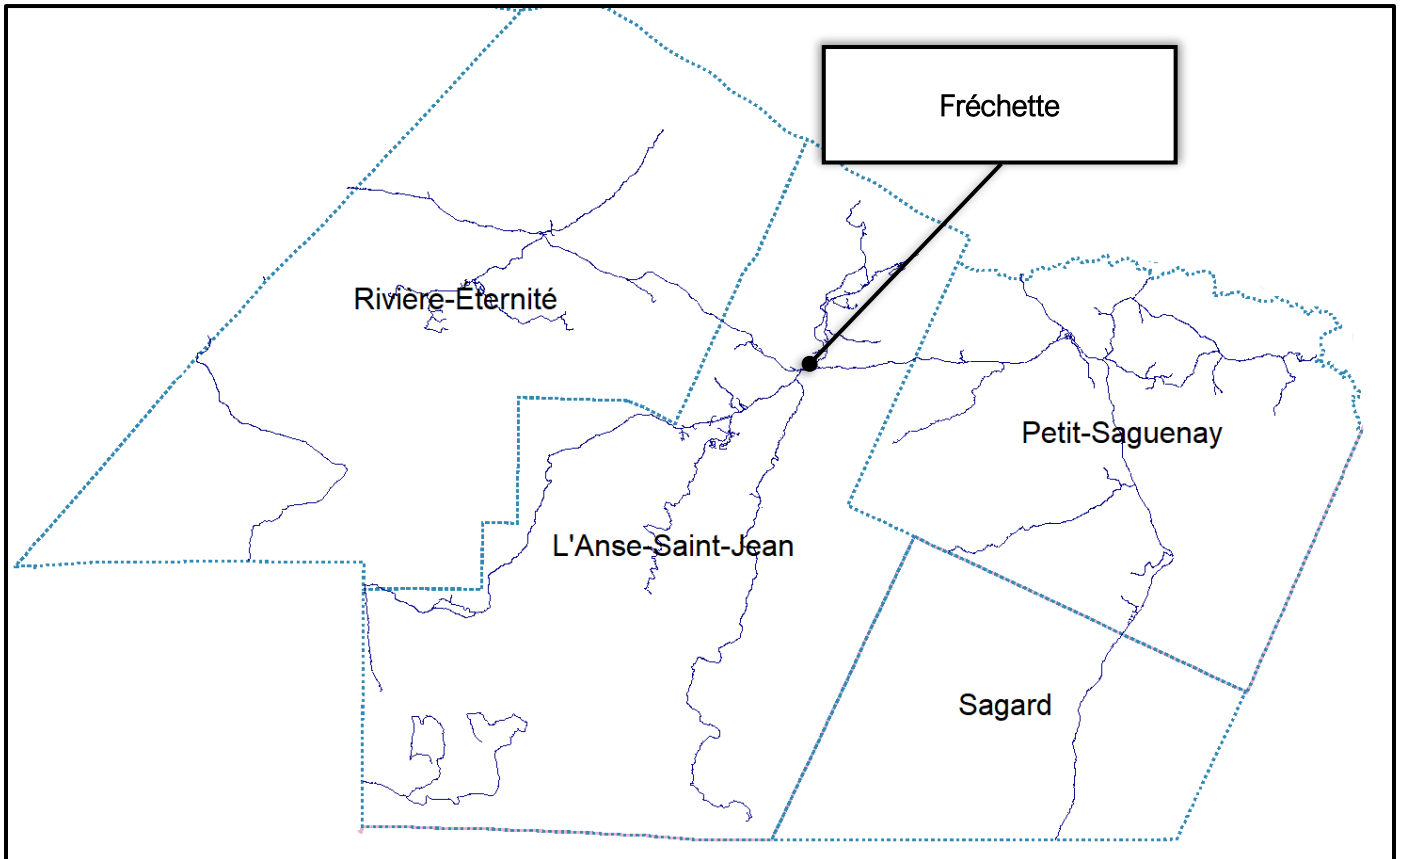 Fréchette
Rivière-Éternité
Petit-Saguenay
L'Anse-Saint-Jean
Sagard